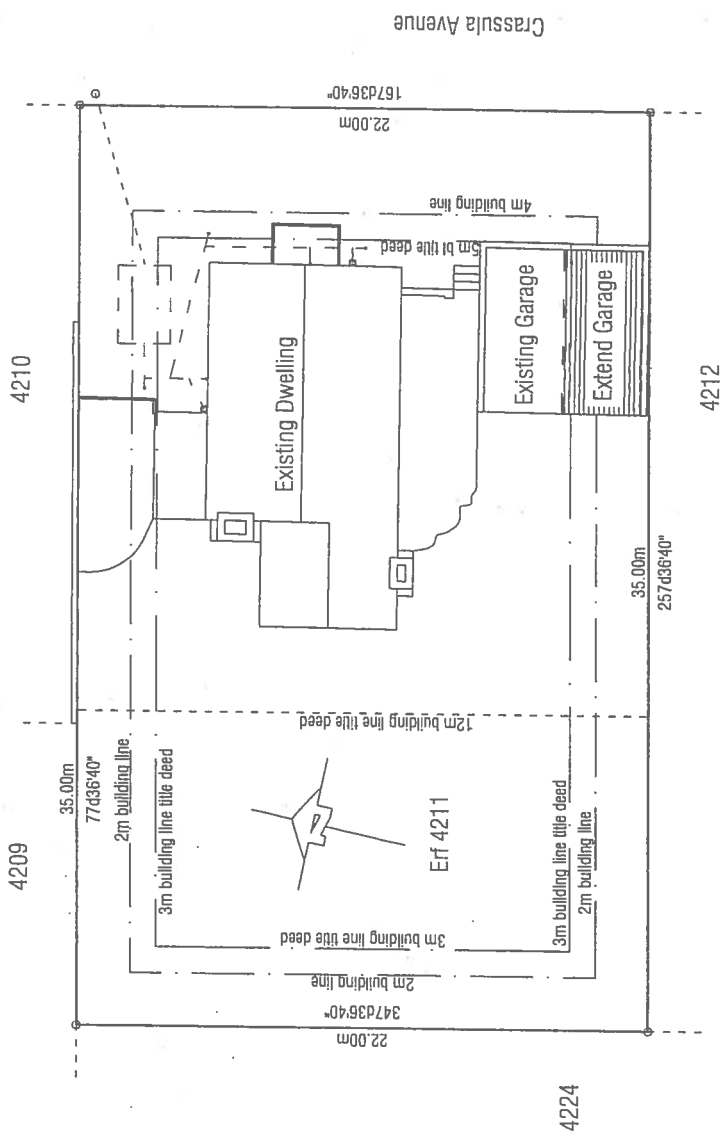 Crassula Avenue
167d36'40"
22.00m
4m building line
5m bl title deed
4210
Existing Dwelling
Existing Garage
Extend Garage
4212
35.00m
257d36'40"
12m building line title deed
35.00m
77d36'40"
2m building line
3m building line title deed
4209
Erf 4211
3m building line title deed
2m building line
3m building line title deed
2m building line
347d36'40"
22.00m
4224